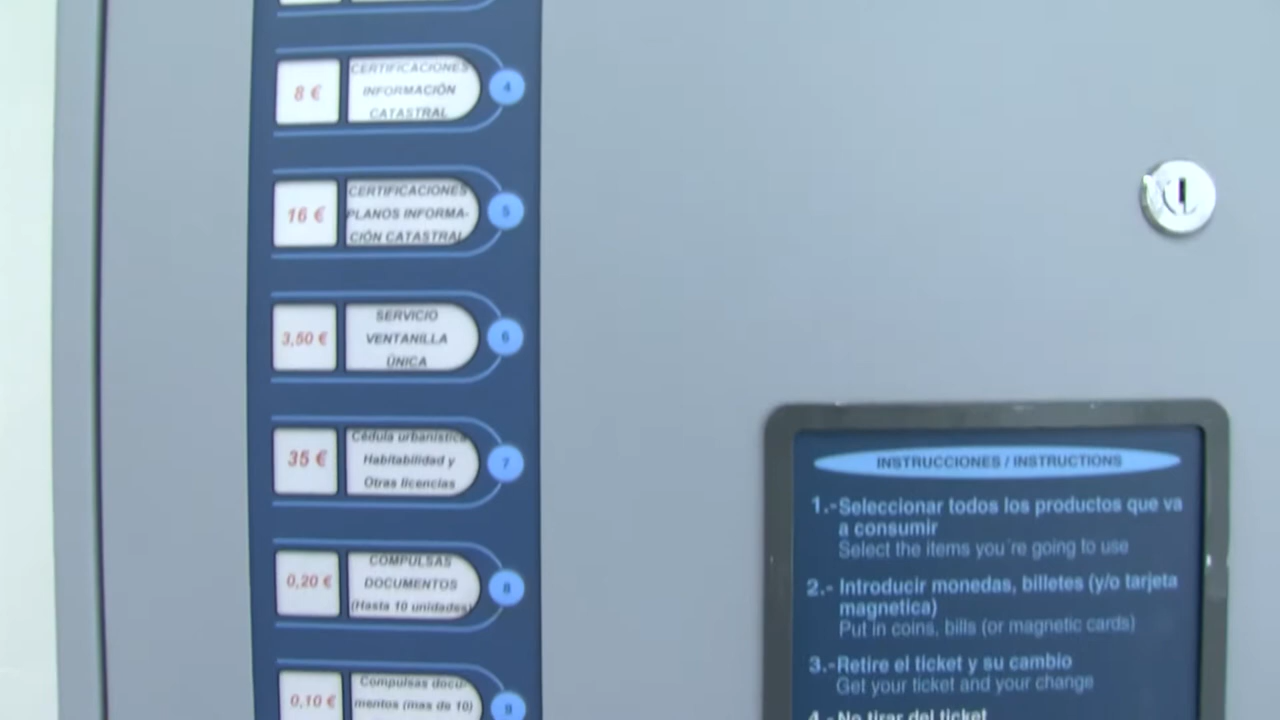 8 €
CERTIFICACIONES
INFORMACIÓN
CATASTRAL
4
16 €
CERTIFICACIONES
PLANOS INFORMA-
CIÓN CATASTRAL
5
3,50 €
SERVICIO
VENTANILLA
ÚNICA
6
35 €
Cédula urbanística
Habitabilidad y
Otras licencias
7
0,20 €
COMPULSAS
DOCUMENTOS
(Hasta 10 unidades)
8
0,10 €
Compulsas docu-
mentos (mas de 10)
9
INSTRUCCIONES / INSTRUCTIONS
1.- Seleccionar todos los productos que va
a consumir
Select the items you´re going to use
2.- Introducir monedas, billetes (y/o tarjeta
magnetica)
Put in coins, bills (or magnetic cards)
3.- Retire el ticket y su cambio
Get your ticket and your change
4.- No tirar del ticket